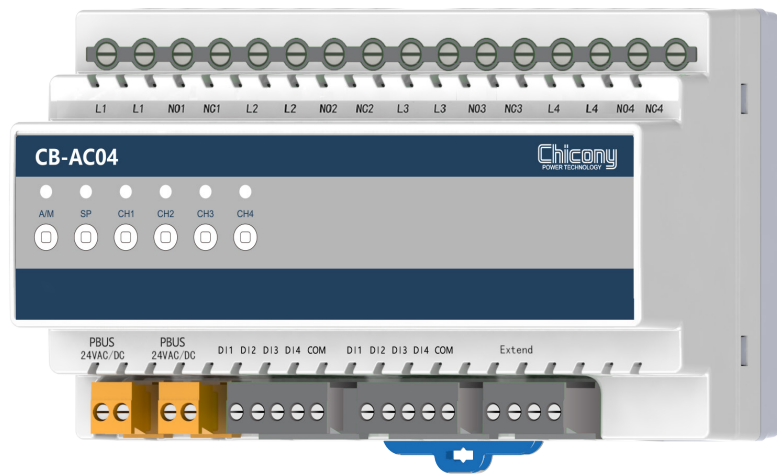 L1 L1 NO1 NC1 L2 L2 NO2 NC2 L3 L3 NO3 NC3 L4 L4 NO4 NC4
CB-AC04
Chicony
POWER TECHNOLOGY
A/M SP CH1 CH2 CH3 CH4
PBUS PBUS
24VAC/DC 24VAC/DC DI1 DI2 DI3 DI4 COM DI1 DI2 DI3 DI4 COM Extend